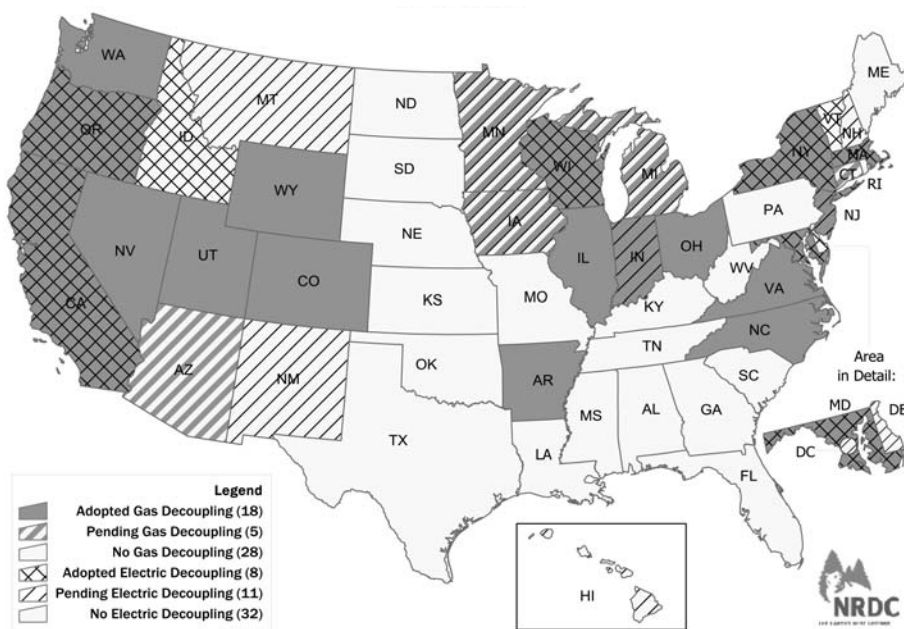 WA
ME
MT
ND
MN
VT
NH
OR
ID
WI
NY
MA
SD
MI
CT
RI
WY
IA
PA
NJ
NE
NV
UT
IL
IN
OH
CO
WV
VA
CA
KS
MO
KY
NC
TN
AZ
NM
OK
AR
SC
Area
in Detail:
MS
AL
GA
MD
DE
TX
LA
DC
FL
Legend
Adopted Gas Decoupling (18)
Pending Gas Decoupling (5)
No Gas Decoupling (28)
Adopted Electric Decoupling (8)
Pending Electric Decoupling (11)
No Electric Decoupling (32)
HI
NRDC